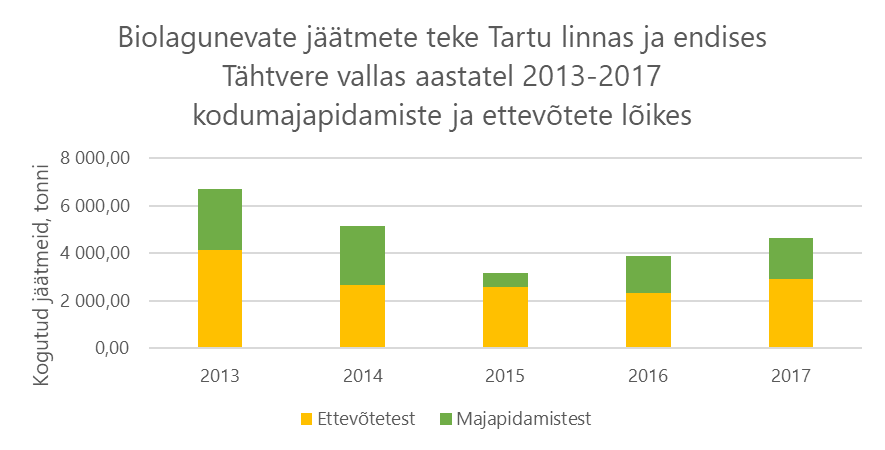 Biolagunevate jäätmete teke Tartu linnas ja endises
Tähtvere vallas aastatel 2013-2017
kodumajapidamiste ja ettevõtete lõikes
Kogutud jäätmeid, tonni
8 000,00
6 000,00
4 000,00
2 000,00
0,00
2013 2014 2015 2016 2017
Ettevõtetest Majapidamistest